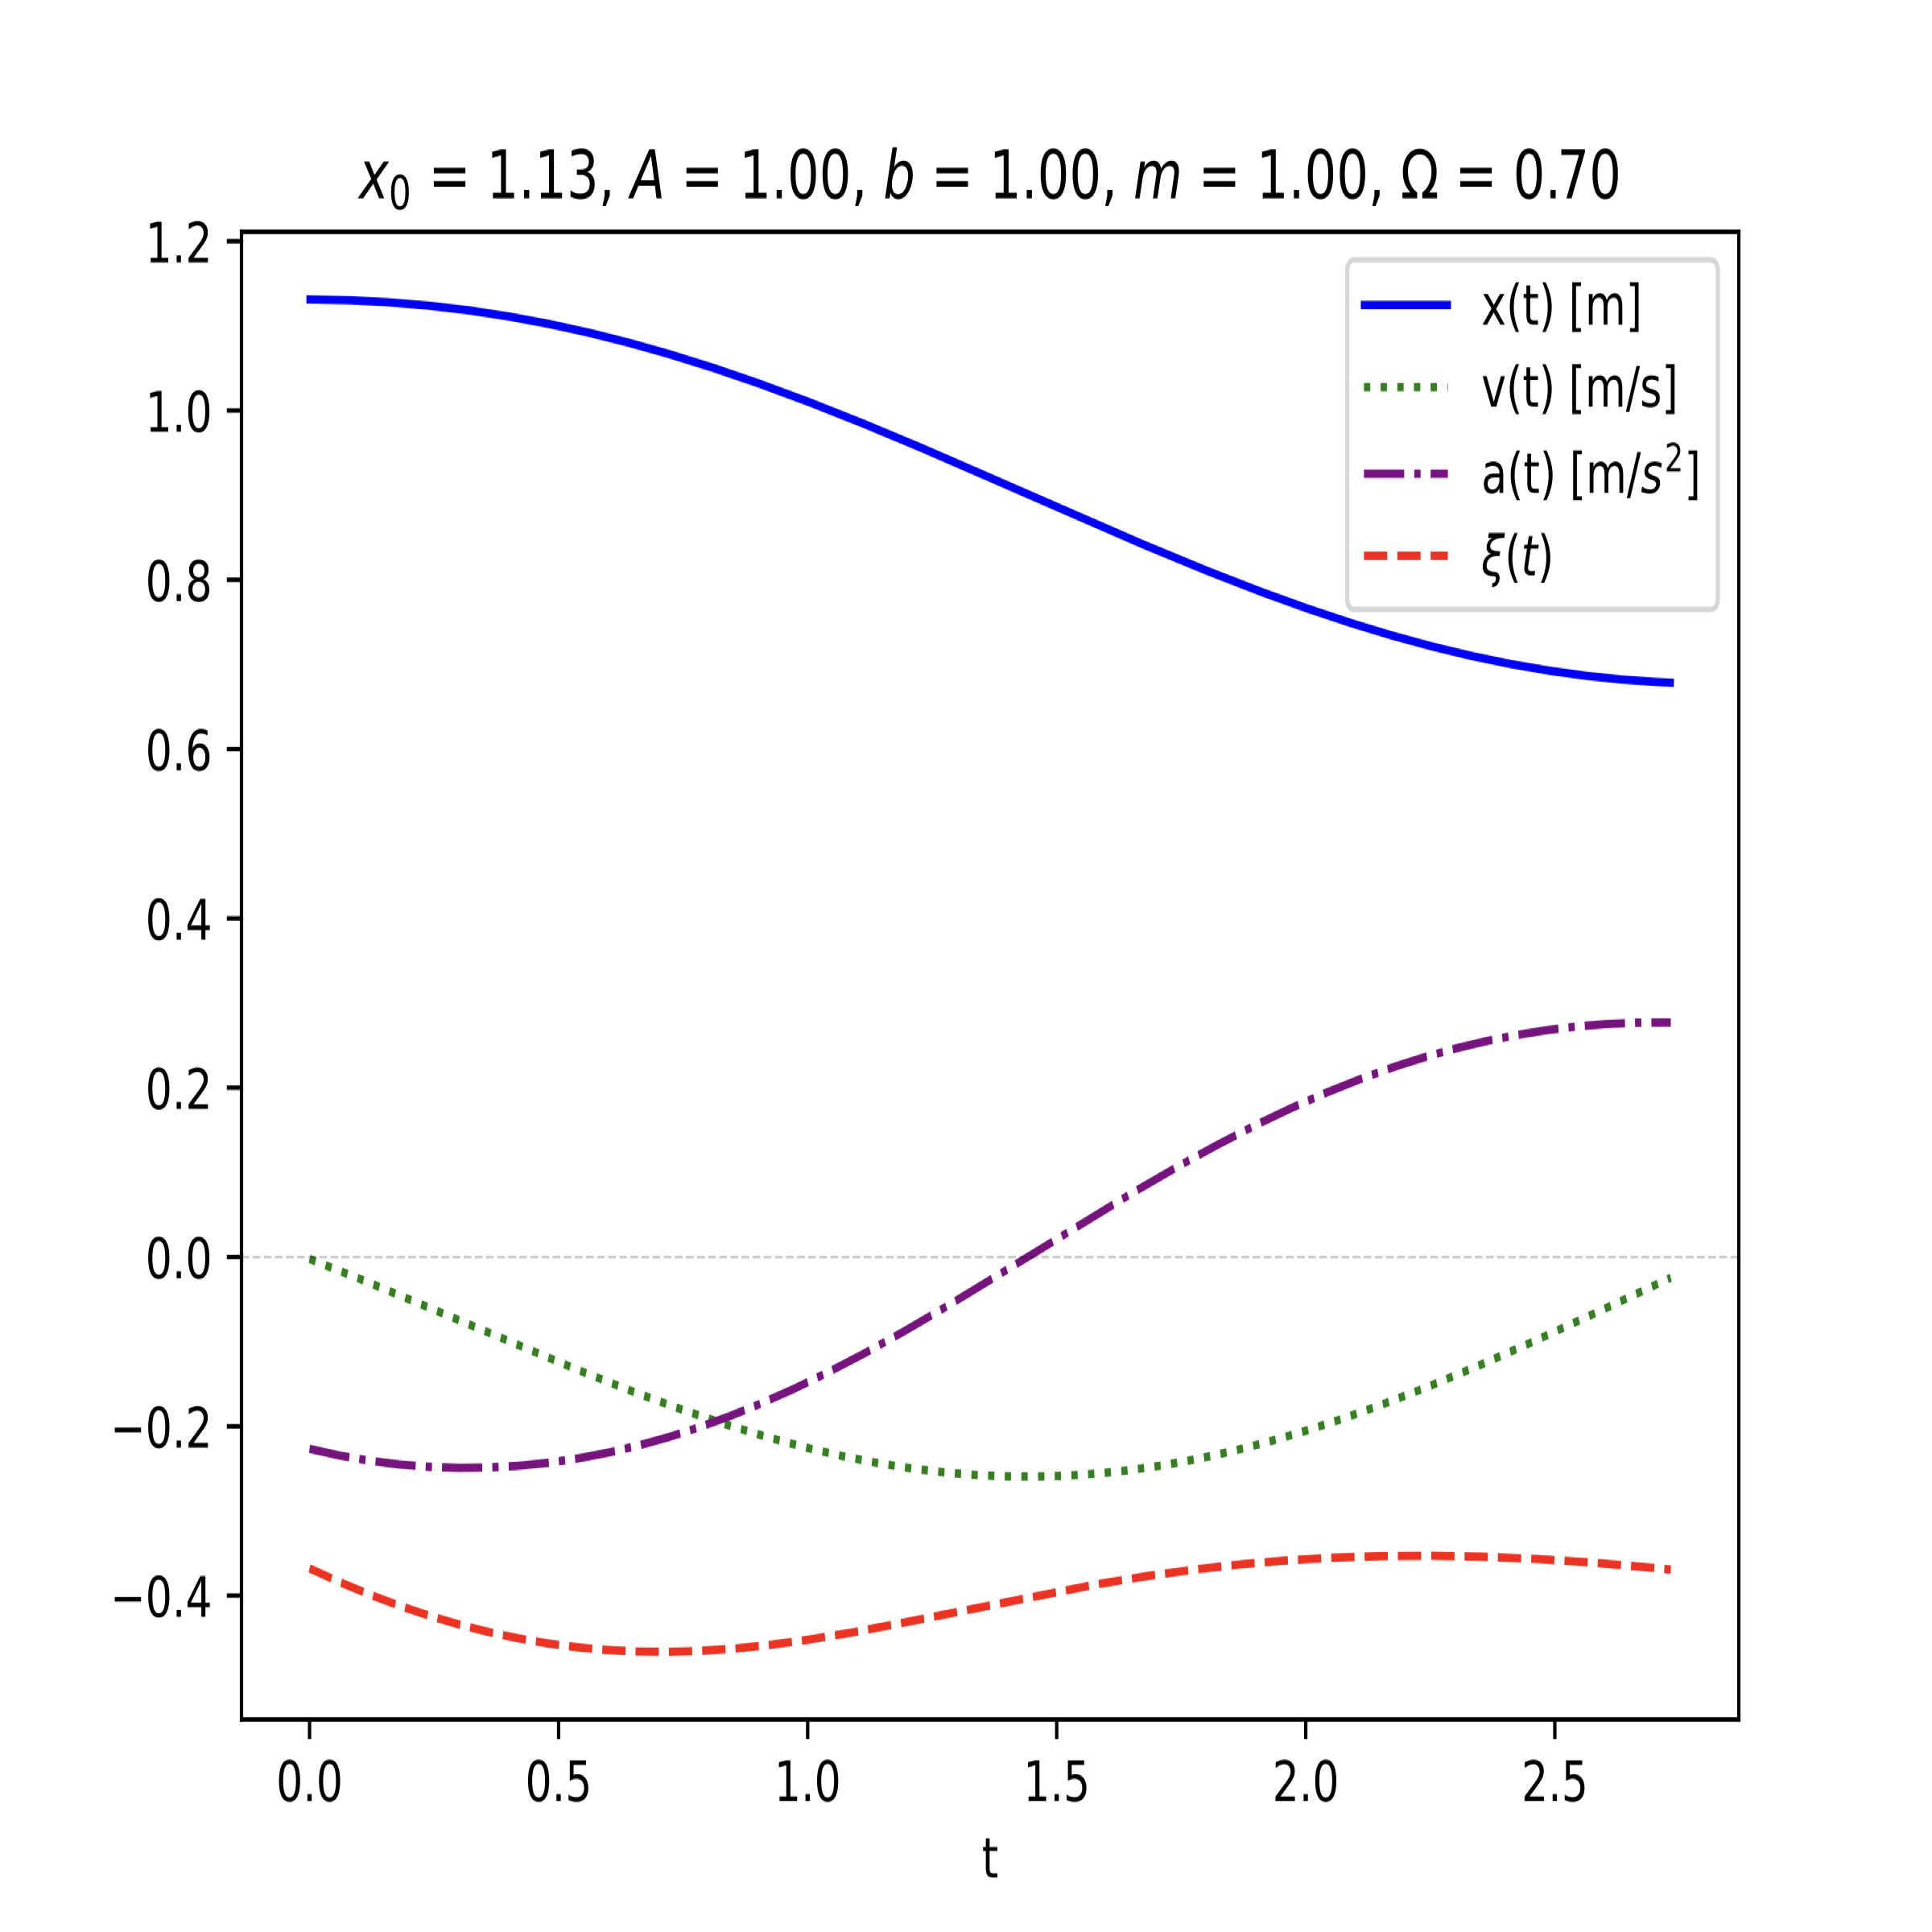 x₀ = 1.13, A = 1.00, b = 1.00, m = 1.00, Ω = 0.70
1.2
1.0
0.8
0.6
0.4
0.2
0.0
−0.2
−0.4
x(t) [m]
v(t) [m/s]
a(t) [m/s²]
ξ(t)
0.0 0.5 1.0 1.5 2.0 2.5
t